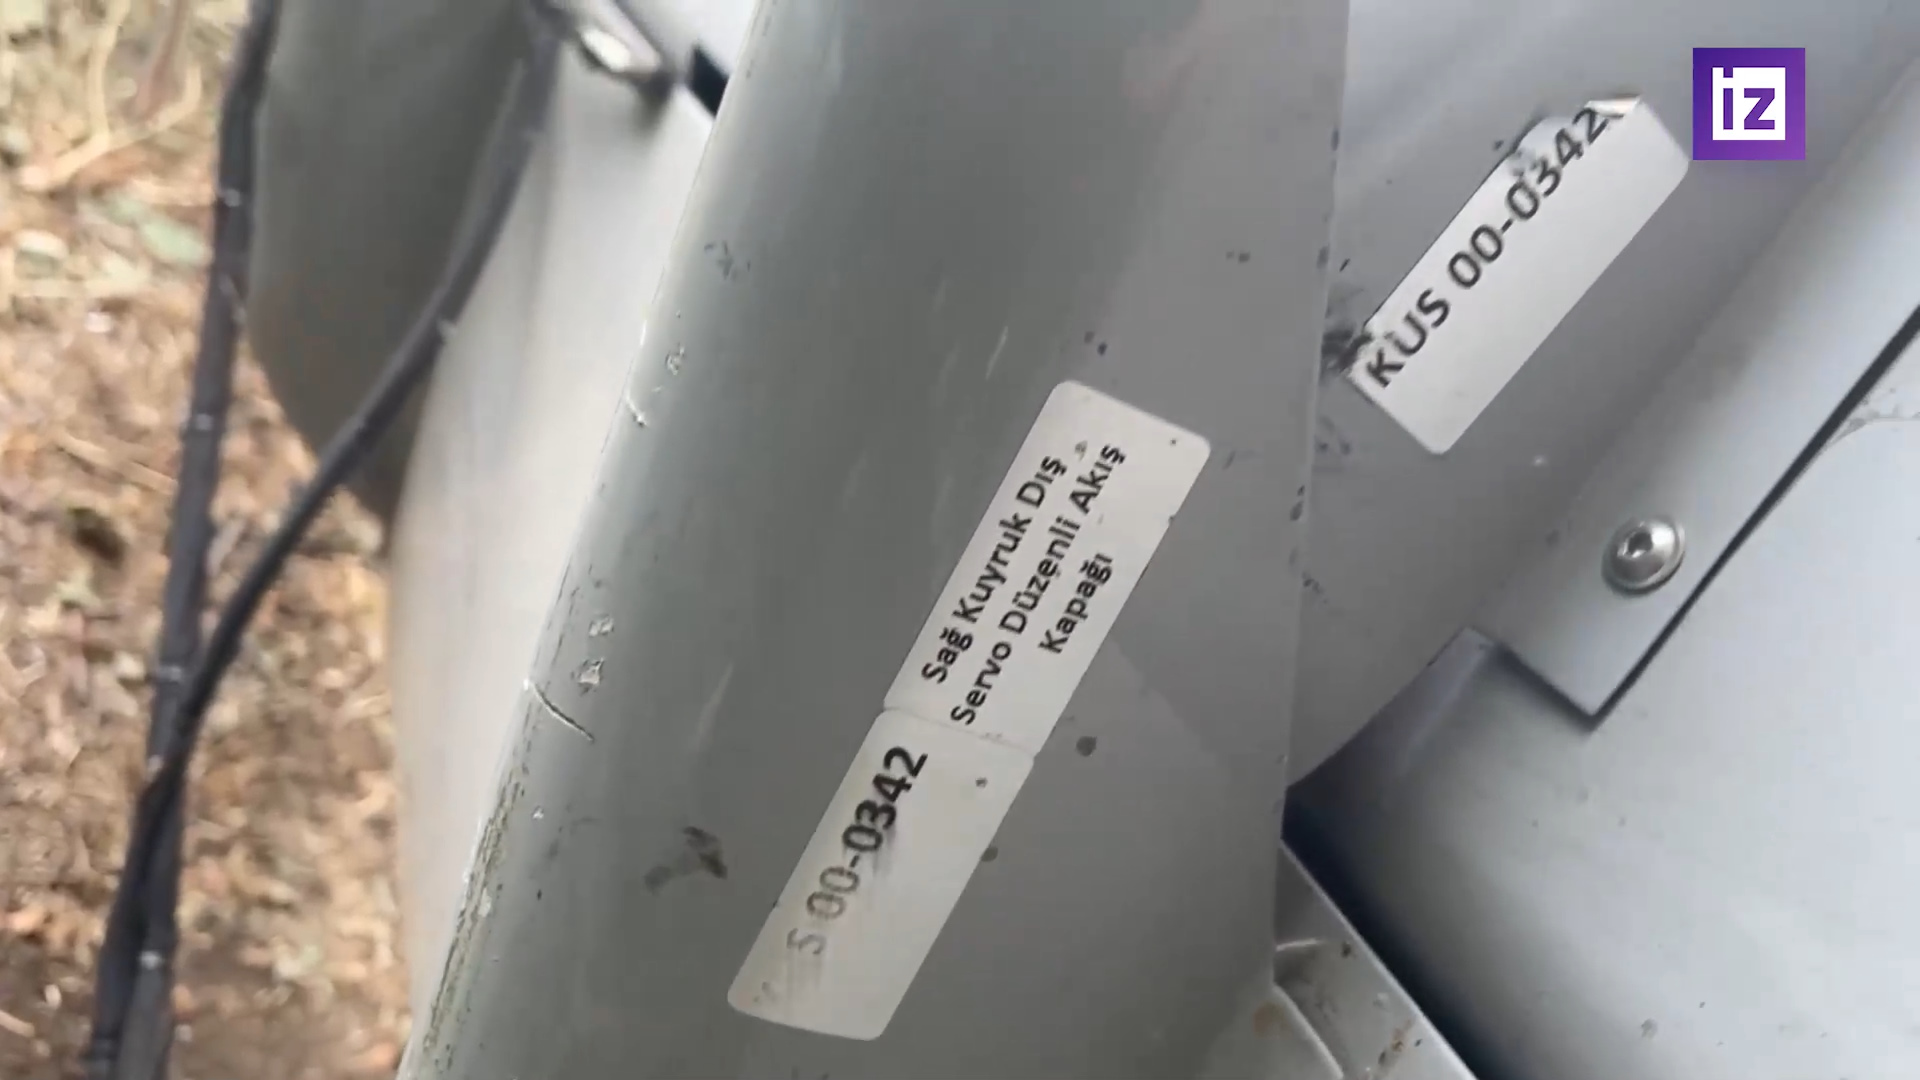 iz
KUS 00-0342
Sağ Kuyruk Dış
Servo Düzenli Akış
Kapağı
S 00-0342